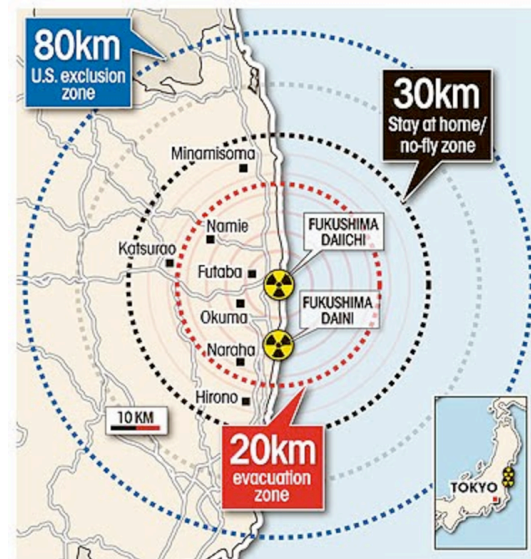 80km
U.S. exclusion
zone
30km
Stay at home/
no-fly zone
Minamisoma
Namie
FUKUSHIMA
DAIICHI
Katsurao
Futaba
Okuma
FUKUSHIMA
DAINI
Naraha
Hirono
10 KM
20km
evacuation
zone
TOKYO